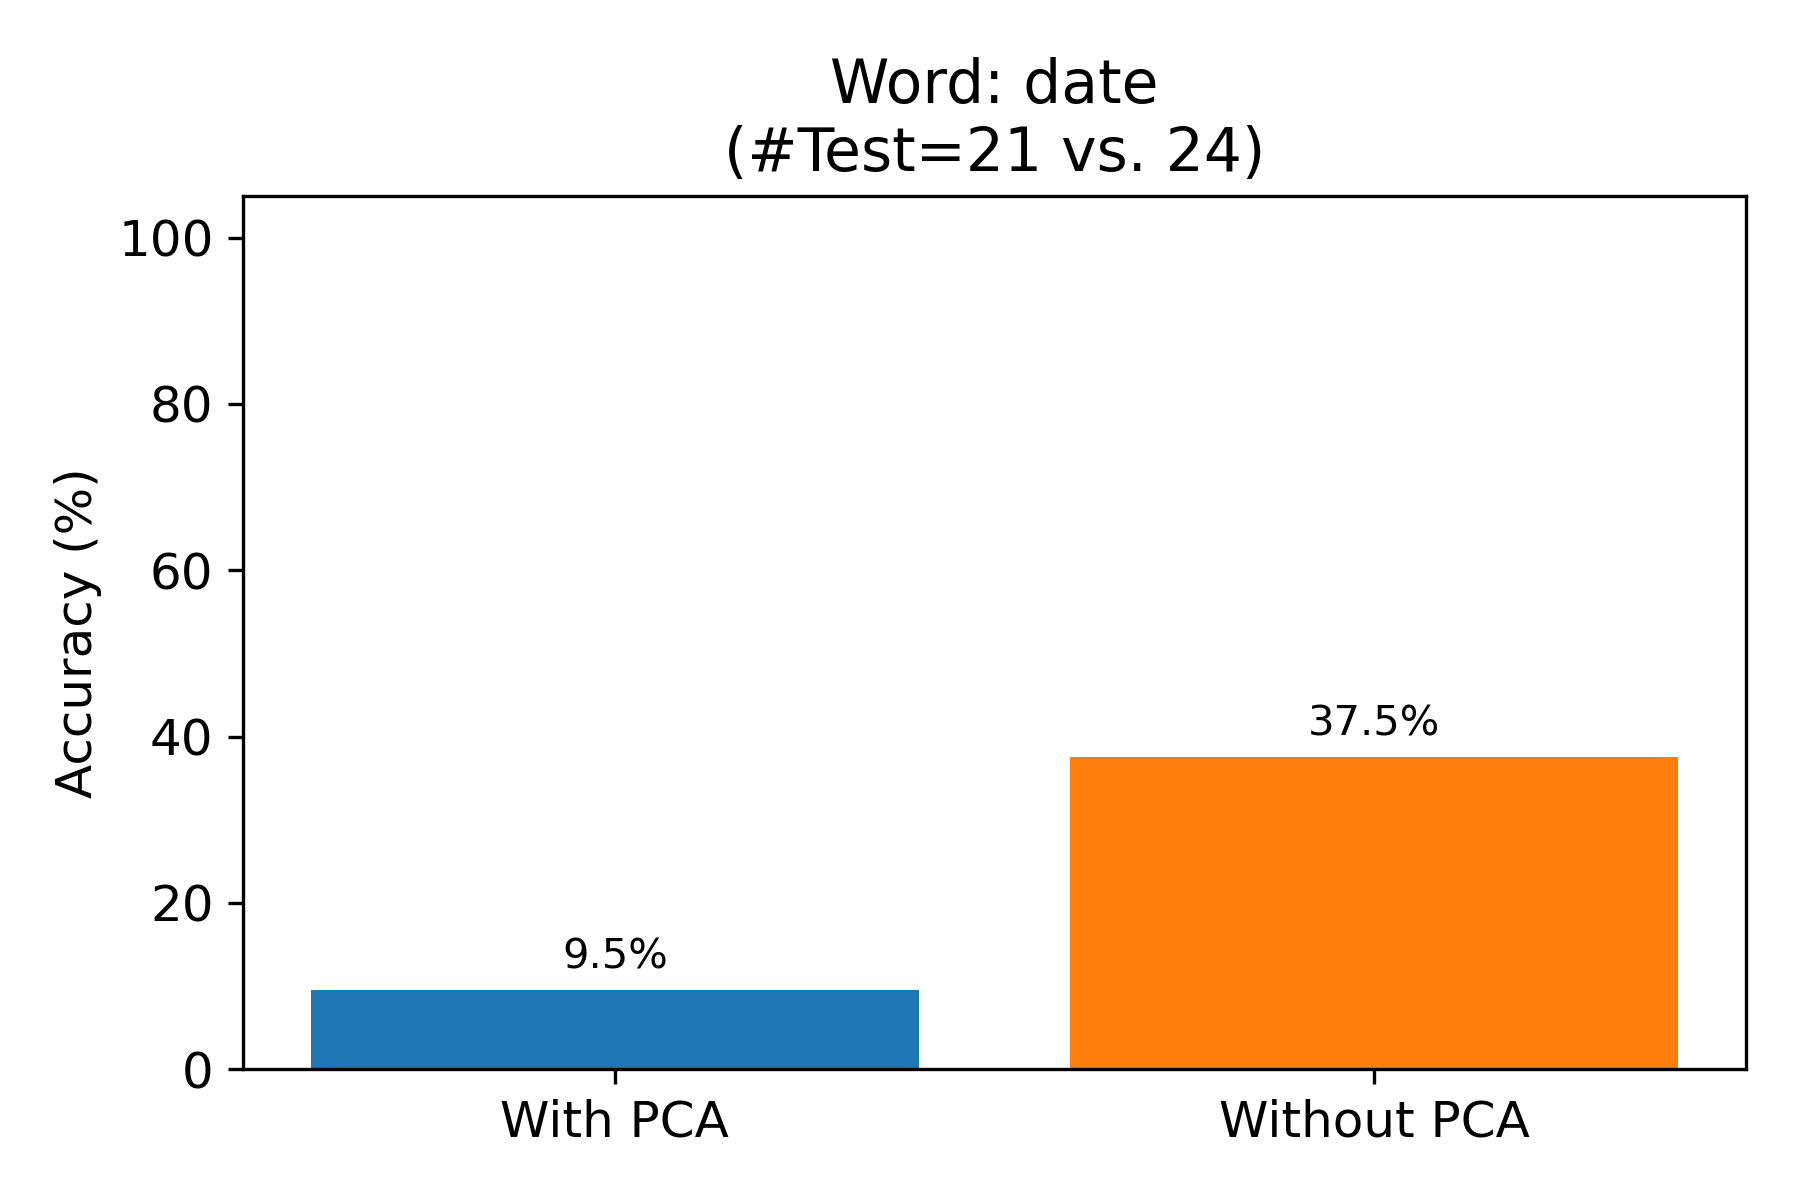 Word: date
(#Test=21 vs. 24)
Accuracy (%)
100
80
60
40
20
0
9.5%
37.5%
With PCA
Without PCA